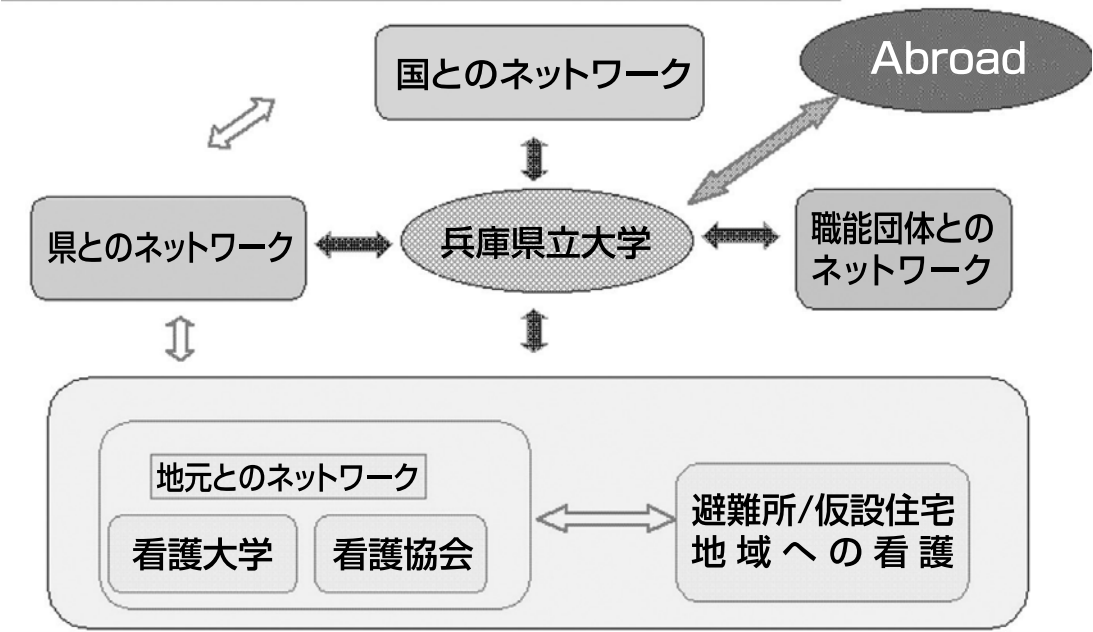 国とのネットワーク
Abroad
県とのネットワーク
兵庫県立大学
職能団体との
ネットワーク
地元とのネットワーク
看護大学
看護協会
避難所/仮設住宅
地域への看護